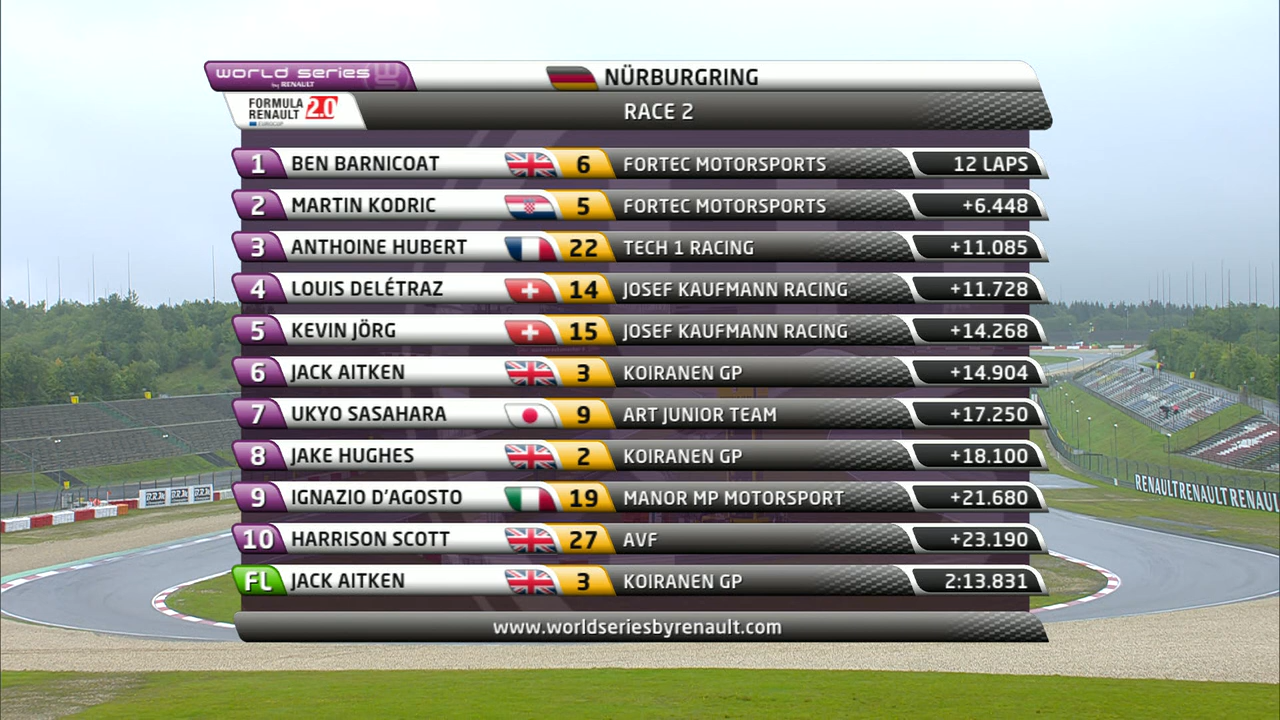 world series
by RENAULT
NÜRBURGRING
FORMULA RENAULT 2.0
EUROCUP
RACE 2
1 BEN BARNICOAT 6 FORTEC MOTORSPORTS 12 LAPS
2 MARTIN KODRIC 5 FORTEC MOTORSPORTS +6.448
3 ANTHOINE HUBERT 22 TECH 1 RACING +11.085
4 LOUIS DELÉTRAZ 14 JOSEF KAUFMANN RACING +11.728
5 KEVIN JÖRG 15 JOSEF KAUFMANN RACING +14.268
6 JACK AITKEN 3 KOIRANEN GP +14.904
7 UKYO SASAHARA 9 ART JUNIOR TEAM +17.250
8 JAKE HUGHES 2 KOIRANEN GP +18.100
9 IGNAZIO D'AGOSTO 19 MANOR MP MOTORSPORT +21.680
10 HARRISON SCOTT 27 AVF +23.190
FL JACK AITKEN 3 KOIRANEN GP 2:13.831
www.worldseriesbyrenault.com
RENAULT RENAULT RENAUL